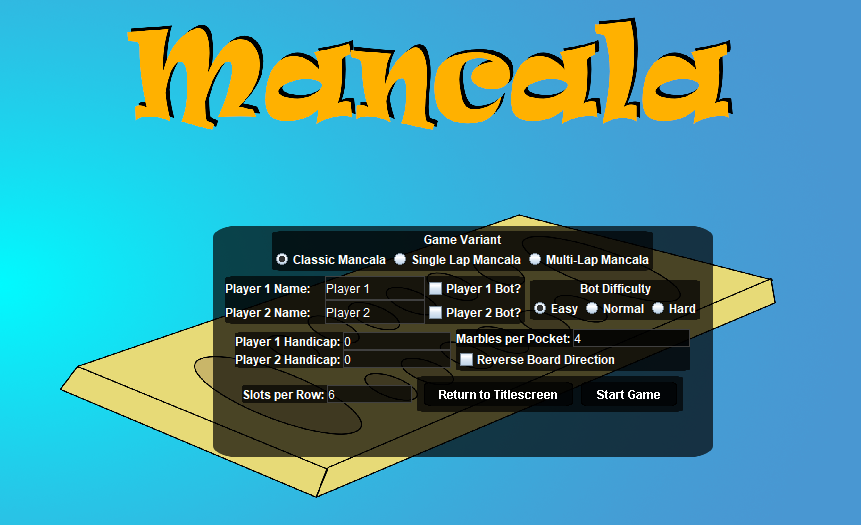 Mancala
Game Variant
Classic Mancala Single Lap Mancala Multi-Lap Mancala
Player 1 Name: Player 1 Player 1 Bot?
Player 2 Name: Player 2 Player 2 Bot?
Bot Difficulty
Easy Normal Hard
Player 1 Handicap: 0
Player 2 Handicap: 0
Marbles per Pocket: 4
Reverse Board Direction
Slots per Row: 6
Return to Titlescreen Start Game